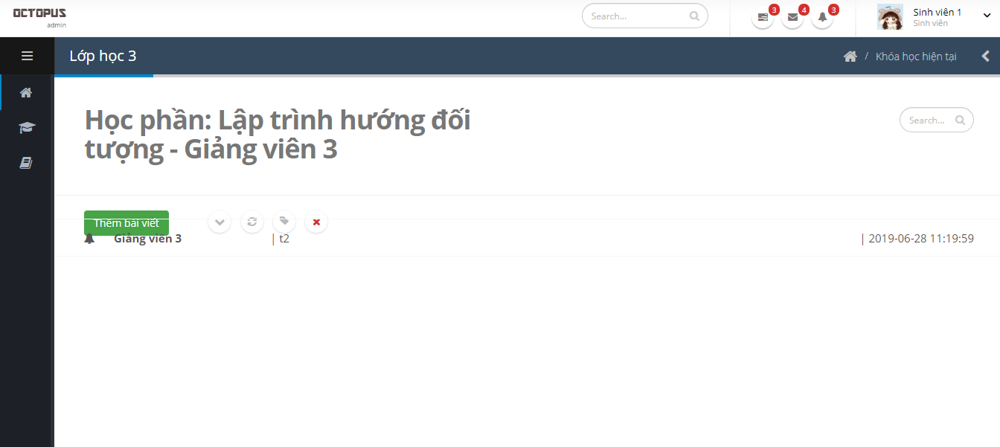 OCTOPUS
admin
Search...
3
4
3
Sinh viên 1
Sinh viên
Lớp học 3
/ Khóa học hiện tại
Học phần: Lập trình hướng đối
tượng - Giảng viên 3
Search...
Thêm bài viết
Giảng viên 3 | t2 | 2019-06-28 11:19:59